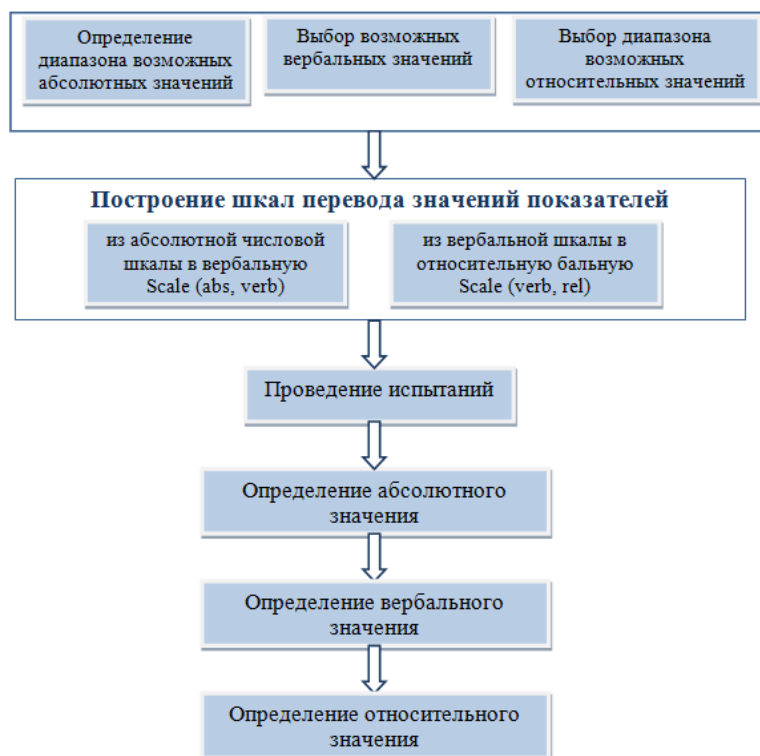 Определение
диапазона возможных
абсолютных значений
Выбор возможных
вербальных значений
Выбор диапазона
возможных
относительных значений
Построение шкал перевода значений показателей
из абсолютной числовой
шкалы в вербальную
Scale (abs, verb)
из вербальной шкалы в
относительную бальную
Scale (verb, rel)
Проведение испытаний
Определение абсолютного
значения
Определение вербального
значения
Определение относительного
значения